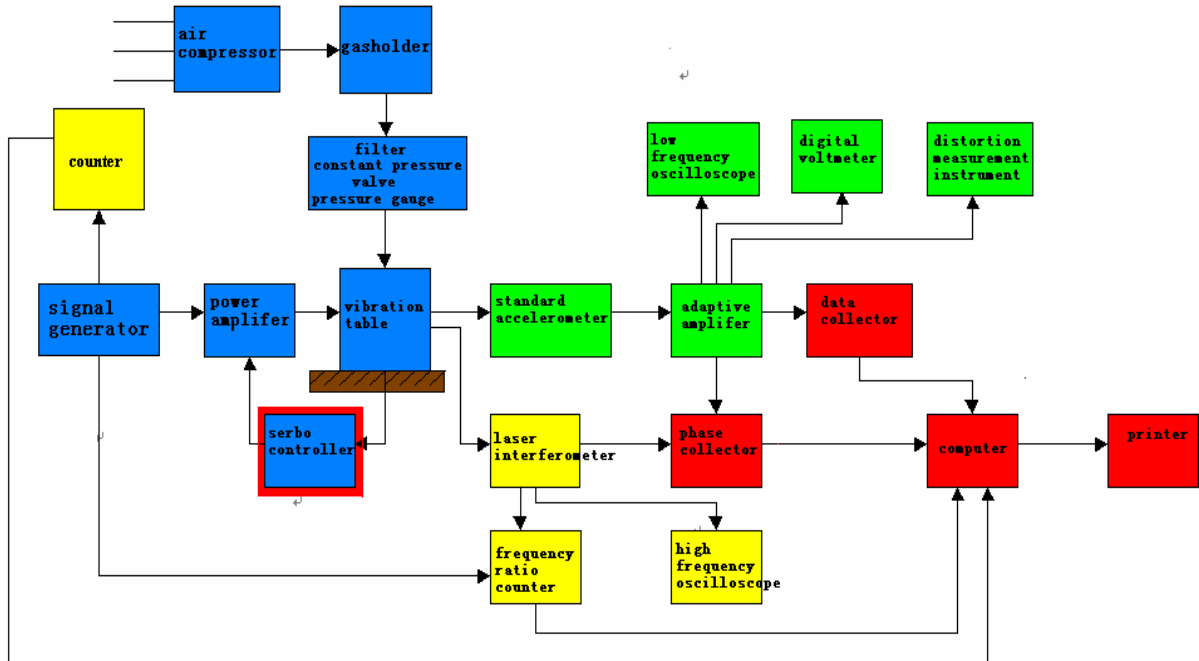 air
compressor
gasholder
counter
filter
constant pressure
valve
pressure gauge
low
frequency
oscilloscope
digital
voltmeter
distortion
measurement
instrument
signal
generator
power
amplifer
vibration
table
standard
accelerometer
adaptive
amplifer
data
collector
serbo
controller
laser
interferometer
phase
collector
computer
printer
frequency
ratio
counter
high
frequency
oscilloscope